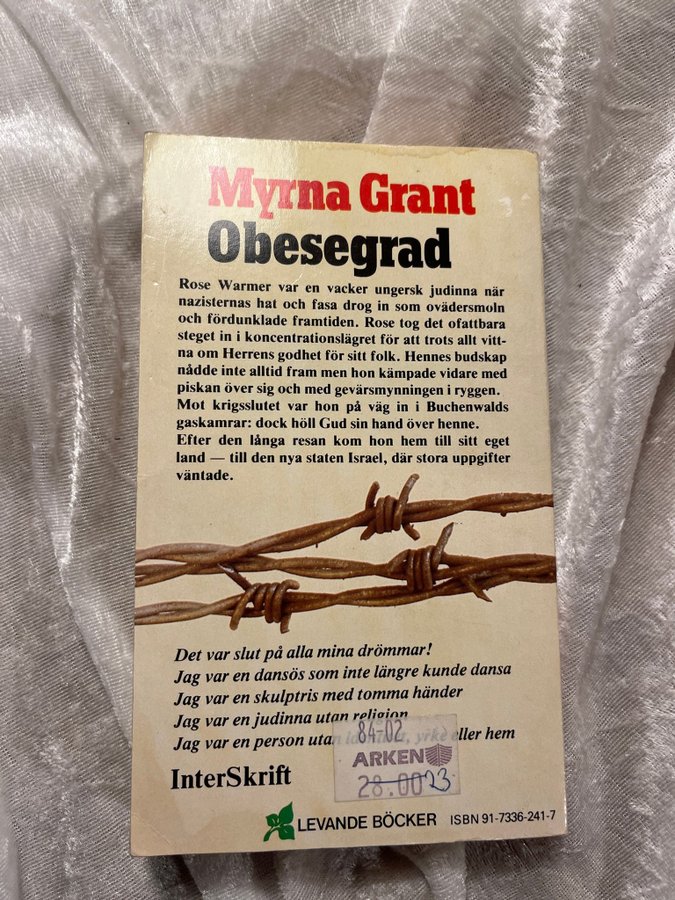 Myrna Grant
Obesegrad
Rose Warmer var en vacker ungersk judinna när
nazisternas hat och fasa drog in som ovädersmoln
och fördunklade framtiden. Rose tog det ofattbara
steget in i koncentrationslägret för att trots allt vitt-
na om Herrens godhet för sitt folk. Hennes budskap
nådde inte alltid fram men hon kämpade vidare med
piskan över sig och med gevärsmynningen i ryggen.
Mot krigsslutet var hon på väg in i Buchenwalds
gaskamrar: dock höll Gud sin hand över henne.
Efter den långa resan kom hon hem till sitt eget
land — till den nya staten Israel, där stora uppgifter
väntade.
Det var slut på alla mina drömmar!
Jag var en dansös som inte längre kunde dansa
Jag var en skulptris med tomma händer
Jag var en judinna utan religion
Jag var en person utan yrke eller hem
84-02
ARKEN
28.00 23
InterSkrift
LEVANDE BÖCKER ISBN 91-7336-241-7